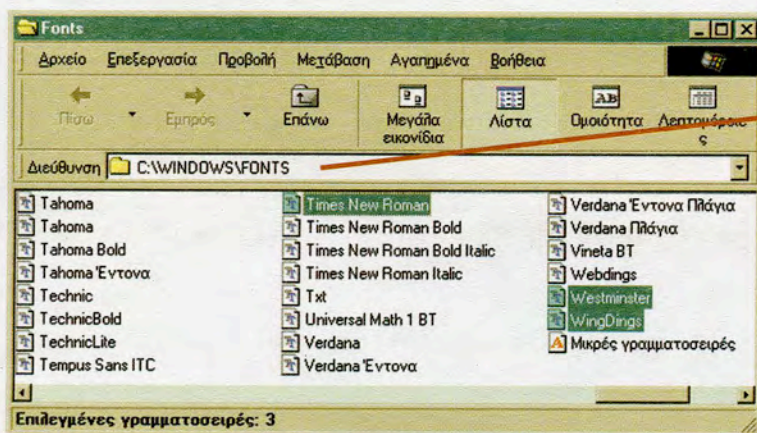 Fonts
Αρχείο Επεξεργασία Προβολή Μετάβαση Αγαπημένα Βοήθεια
Πίσω Εμπρός Επάνω Μεγάλα εικονίδια Λίστα Ομοιότητα Λεπτομέρειες
Διεύθυνση C:\WINDOWS\FONTS
Tahoma
Tahoma
Tahoma Bold
Tahoma Έντονα
Technic
TechnicBold
TechnicLite
Tempus Sans ITC
Times New Roman
Times New Roman Bold
Times New Roman Bold Italic
Times New Roman Italic
Txt
Universal Math 1 BT
Verdana
Verdana Έντονα
Verdana Έντονα Πλάγια
Verdana Πλάγια
Vineta BT
Webdings
Westminster
WingDings
Μικρές γραμματοσειρές
Επιλεγμένες γραμματοσειρές: 3